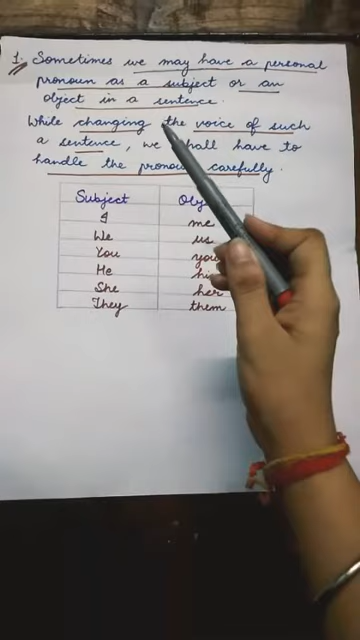 1. Sometimes we may have a personal
pronoun as a subject or an
object in a sentence.
While changing the voice of such
a sentence, we shall have to
handle the pronoun carefully.
Subject
I me
We us
You you
He
She her
They them